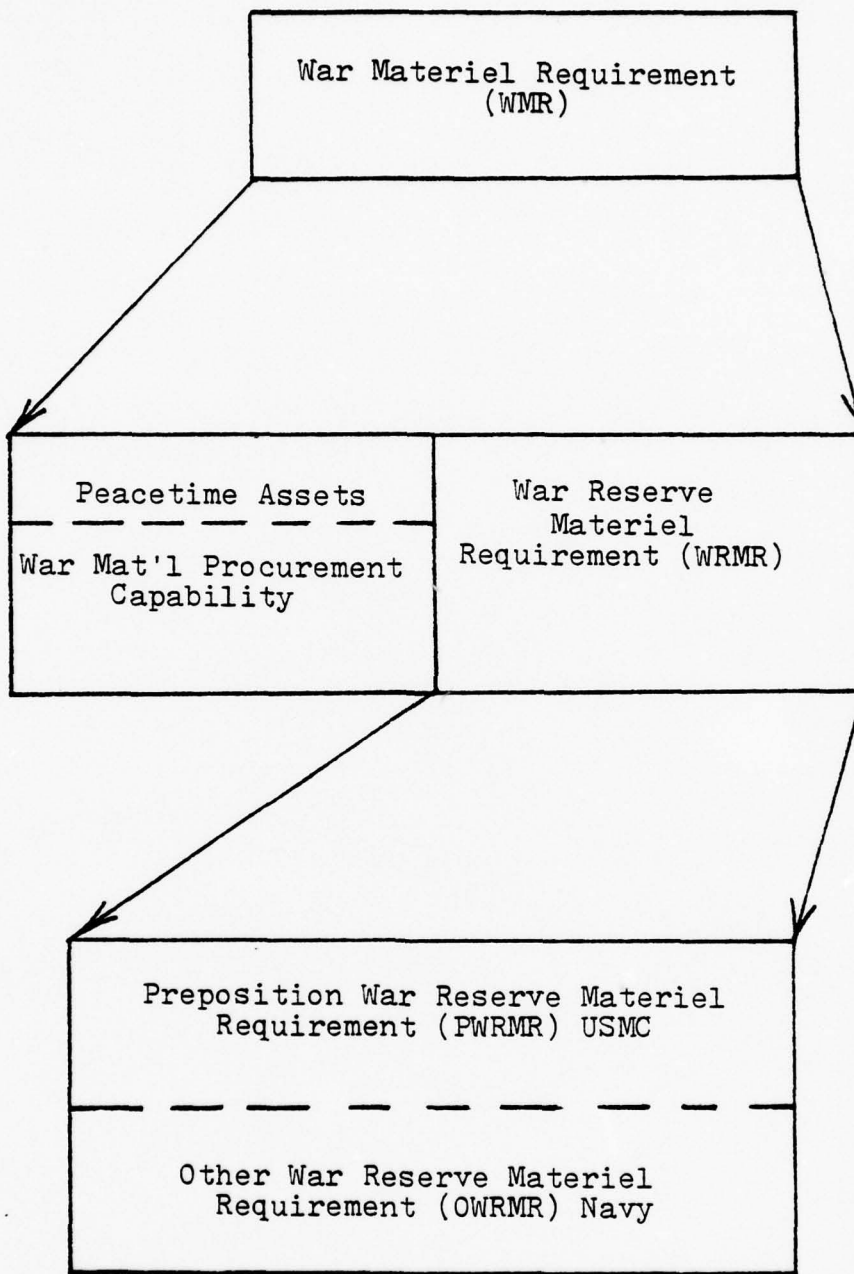 War Materiel Requirement
(WMR)
Peacetime Assets
War Mat'l Procurement
Capability
War Reserve
Materiel
Requirement (WRMR)
Preposition War Reserve Materiel
Requirement (PWRMR) USMC
Other War Reserve Materiel
Requirement (OWRMR) Navy